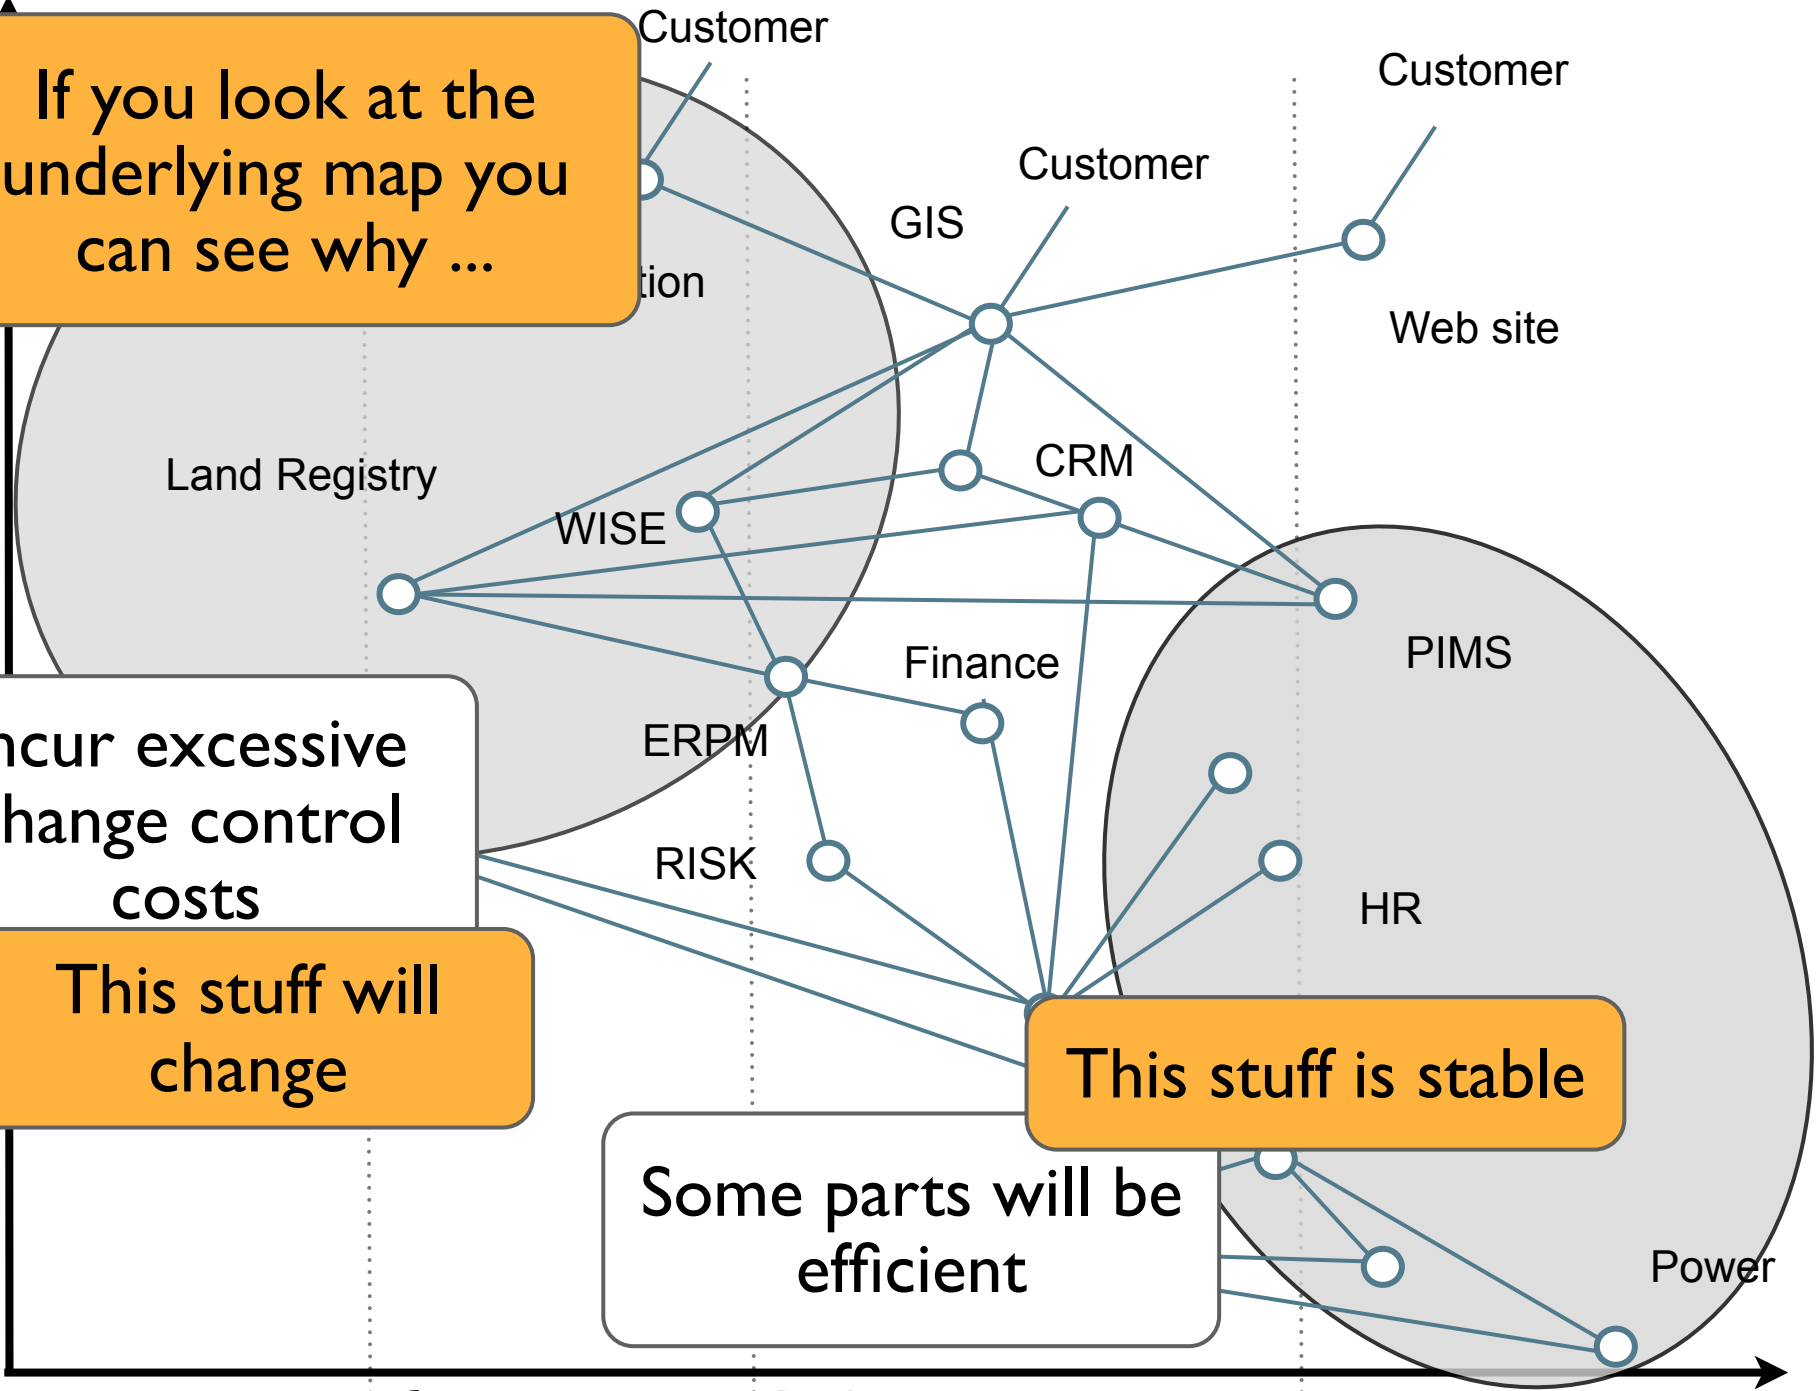 Customer
If you look at the
underlying map you
can see why ...
Customer
Customer
GIS
tion
Web site
Land Registry
CRM
WISE
PIMS
Finance
ncur excessive
hange control
costs
ERPM
RISK
HR
This stuff will
change
This stuff is stable
Some parts will be
efficient
Power